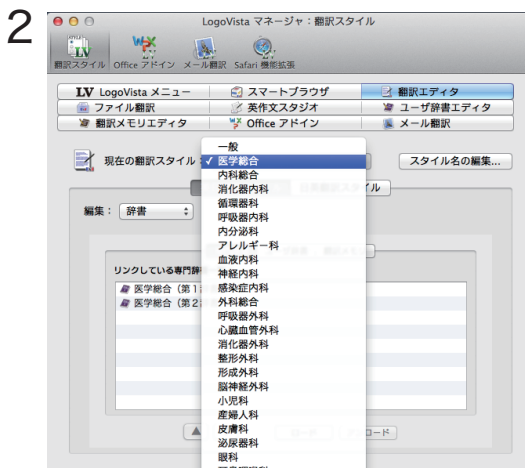 2
LogoVista マネージャ：翻訳スタイル
翻訳スタイル Office アドイン メール翻訳 Safari 機能拡張
LV LogoVista メニュー スマートブラウザ 翻訳エディタ
ファイル翻訳 英作文スタジオ ユーザ辞書エディタ
翻訳メモリエディタ Office アドイン メール翻訳
一般
現在の翻訳スタイル ✓ 医学総合 スタイル名の編集...
内科総合
消化器内科 イル
循環器科
編集： 辞書 呼吸器内科
内分泌科
アレルギー科
血液内科
リンクしている専門辞 神経内科
医学総合（第1 感染症内科
医学総合（第2 外科総合
呼吸器外科
心臓血管外科
消化器外科
整形外科
形成外科
脳神経外科
小児科
産婦人科
皮膚科
泌尿器科
眼科